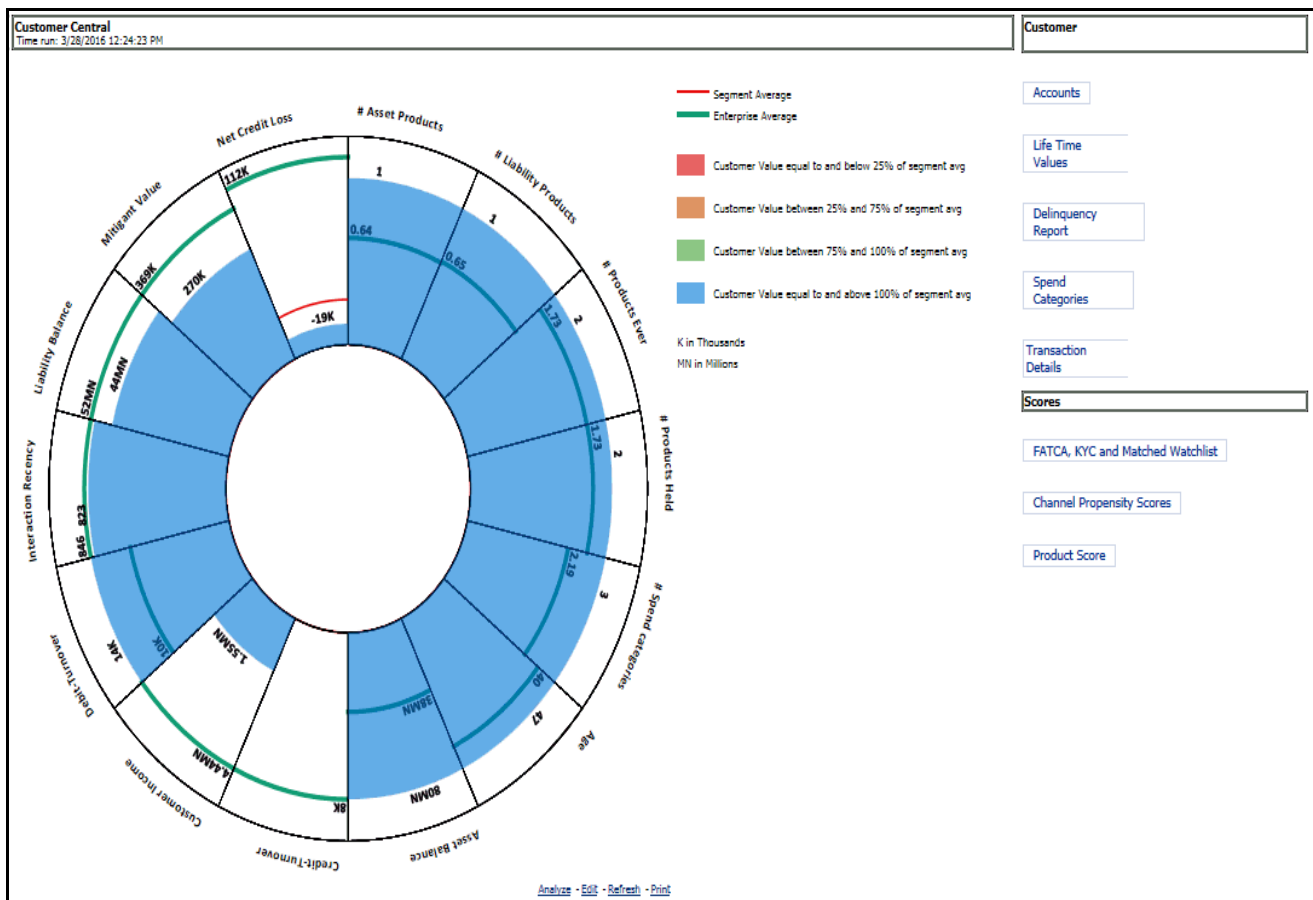 Customer Central
Time run: 3/28/2016 12:24:23 PM
# Asset Products
# Liability Products
# Products Ever
# Products Held
# Spend categories
Age
Asset Balance
Credit-Turnover
Customer Income
Debit-Turnover
Interaction Recency
Liability Balance
Mitigant Value
Net Credit Loss
1
0.64
1
0.65
2
1.73
2
1.73
3
2.19
47
40
80MN
38MN
8K
4.44MN
1.55MN
14K
10K
846
823
52MN
44MN
369K
270K
112K
-19K
Segment Average
Enterprise Average
Customer Value equal to and below 25% of segment avg
Customer Value between 25% and 75% of segment avg
Customer Value between 75% and 100% of segment avg
Customer Value equal to and above 100% of segment avg
K in Thousands
MN in Millions
Analyze - Edit - Refresh - Print
Customer
Accounts
Life Time
Values
Delinquency
Report
Spend
Categories
Transaction
Details
Scores
FATCA, KYC and Matched Watchlist
Channel Propensity Scores
Product Score